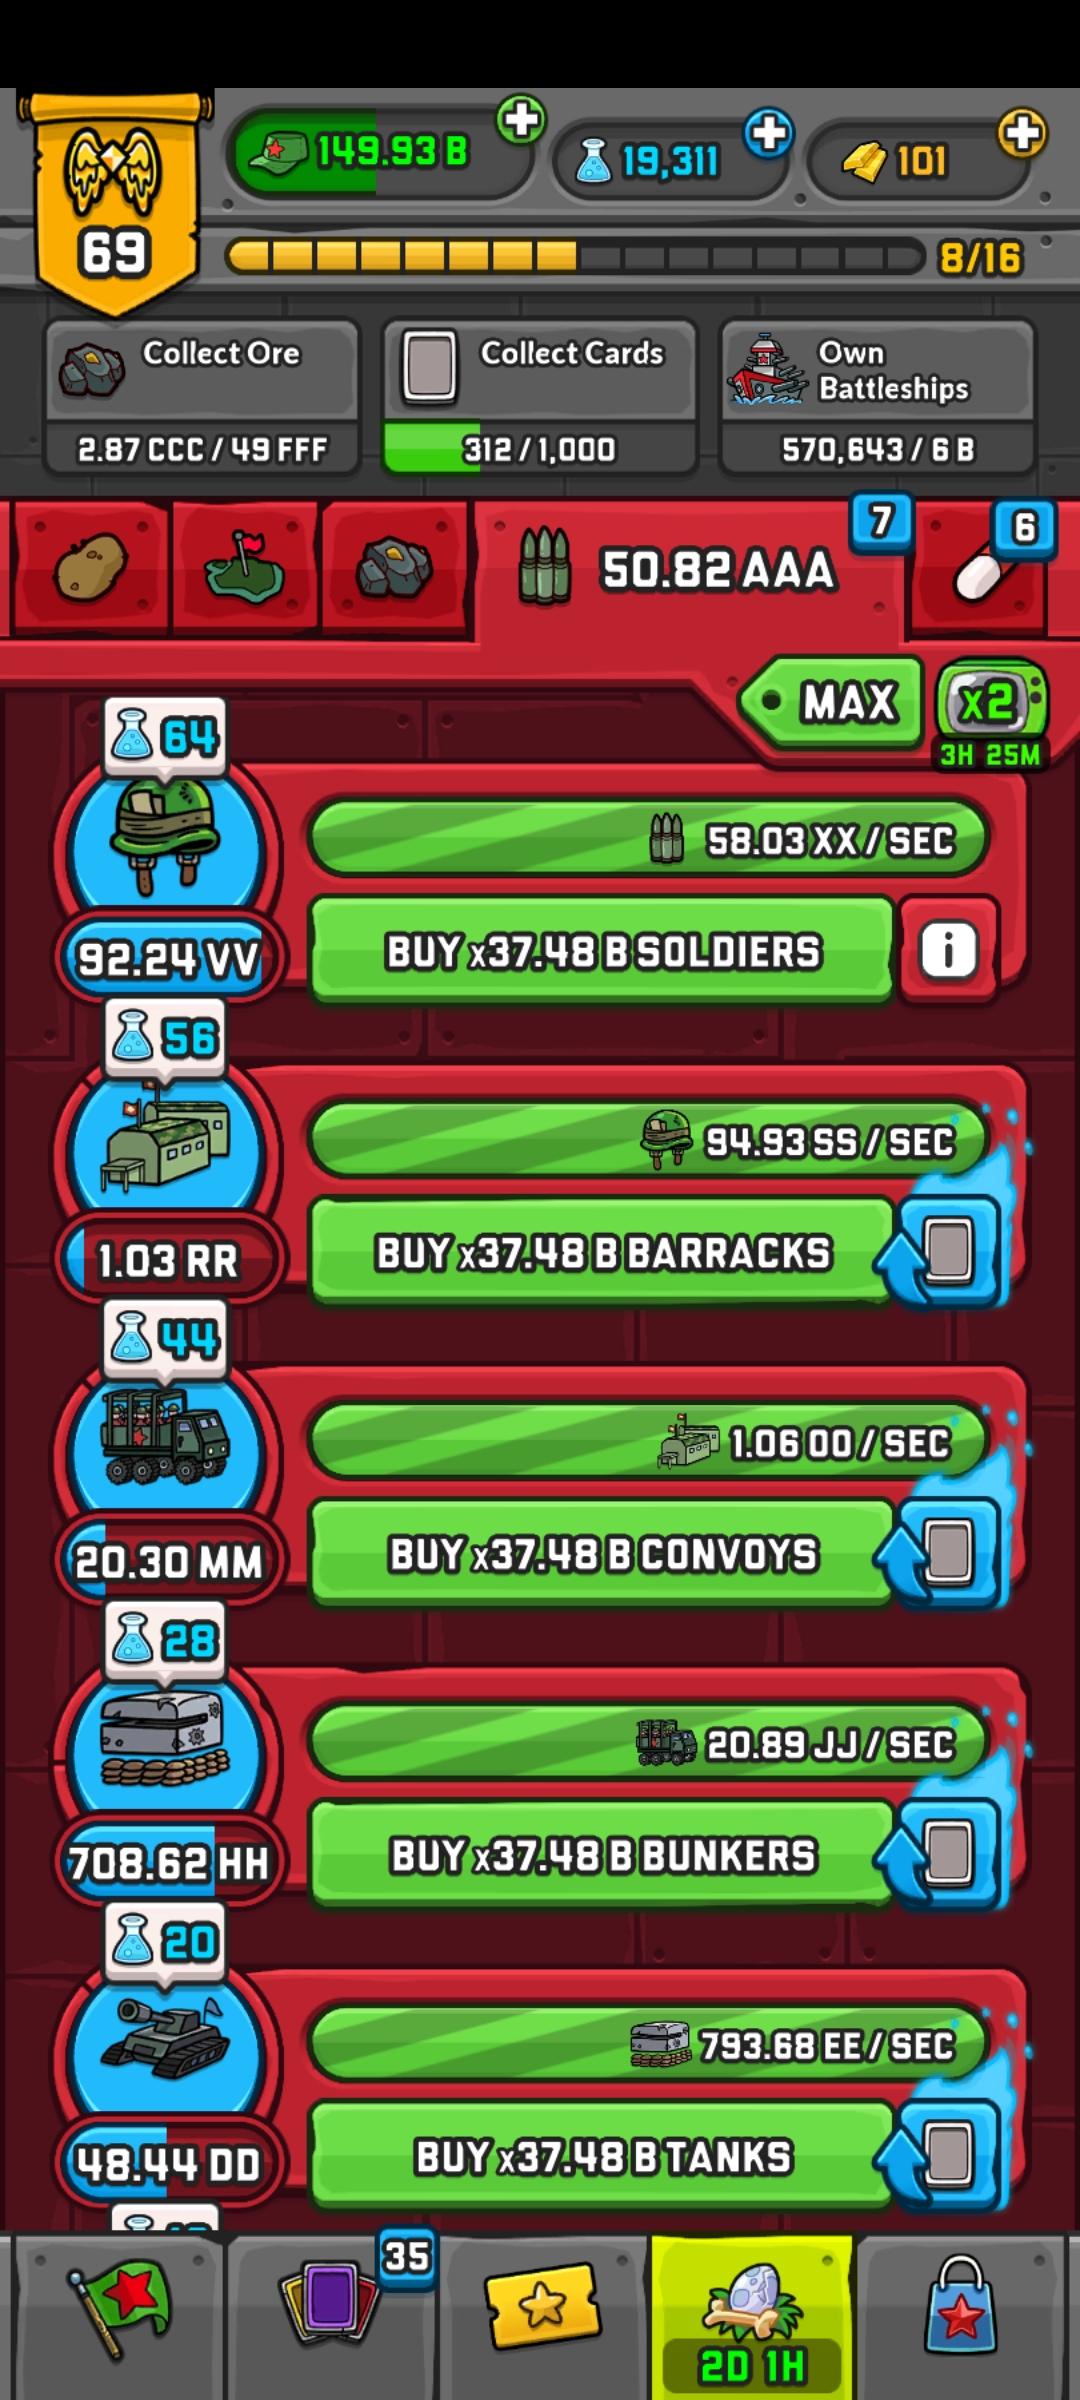 149.93 B
19,311
101
69
8/16
Collect Ore
2.87 CCC / 49 FFF
Collect Cards
312 / 1,000
Own
Battleships
570,643 / 6 B
50.82 AAA
7
6
MAX
x2
3H 25M
64
58.03 XX / SEC
92.24 VV
BUY x37.48 B SOLDIERS
i
56
94.93 SS / SEC
1.03 RR
BUY x37.48 B BARRACKS
44
1.06 OO / SEC
20.30 MM
BUY x37.48 B CONVOYS
28
20.89 JJ / SEC
708.62 HH
BUY x37.48 B BUNKERS
20
793.68 EE / SEC
48.44 DD
BUY x37.48 B TANKS
35
2D 1H